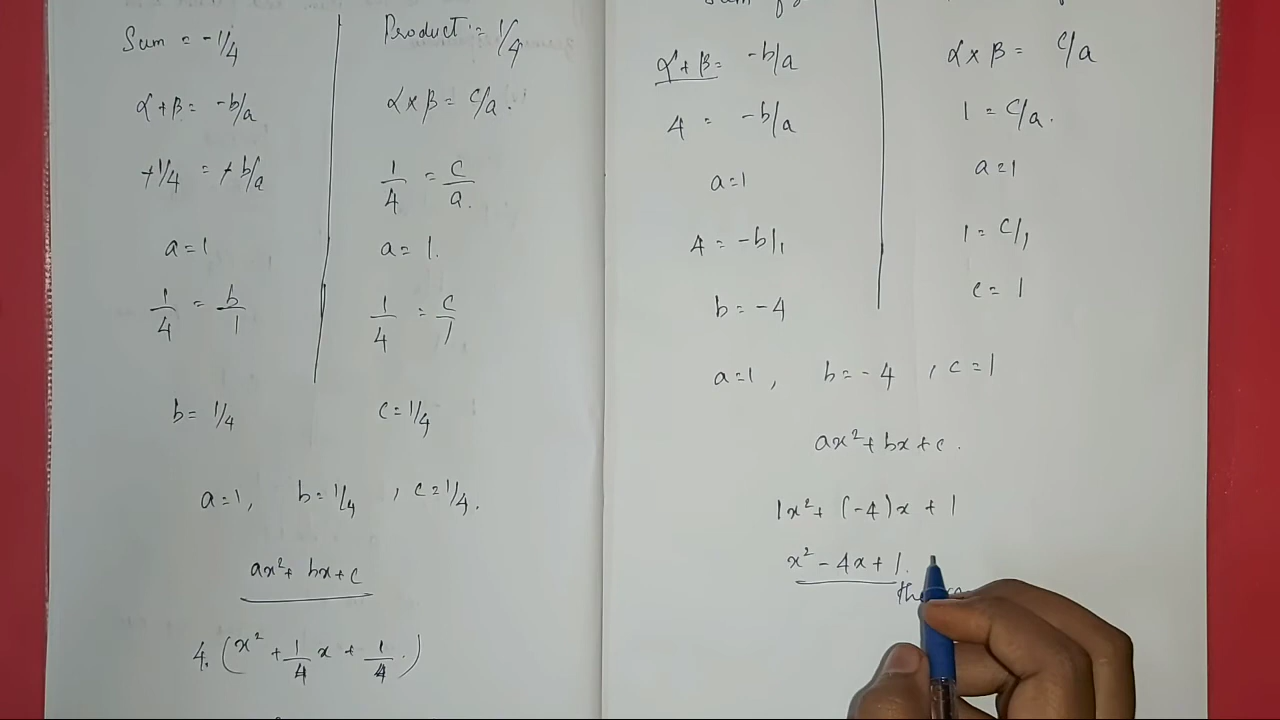 Sum = -1/4
Product = 1/4
α + β = -b/a
α × β = c/a.
+1/4 = +b/a
1/4 = c/a.
a = 1
a = 1.
1/4 = b/1
1/4 = c/1
b = 1/4
c = 1/4
a = 1, b = 1/4, c = 1/4.
ax² + bx + c
4. (x² + 1/4 x + 1/4.)
α + β = -b/a
α × β = c/a
4 = -b/a
1 = c/a.
a = 1
a = 1
4 = -b/1
1 = c/1
b = -4
c = 1
a = 1, b = -4, c = 1
ax² + bx + c.
1x² + (-4)x + 1
x² - 4x + 1.